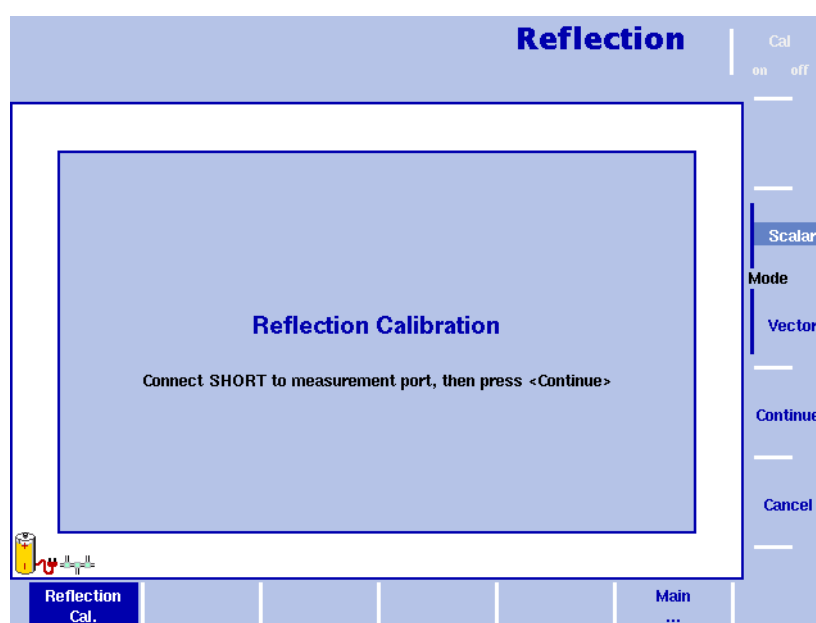 Reflection
Cal
on off
Scalar
Mode
Vector
Continue
Cancel
Reflection Calibration
Connect SHORT to measurement port, then press <Continue>
Reflection
Cal.
Main
...